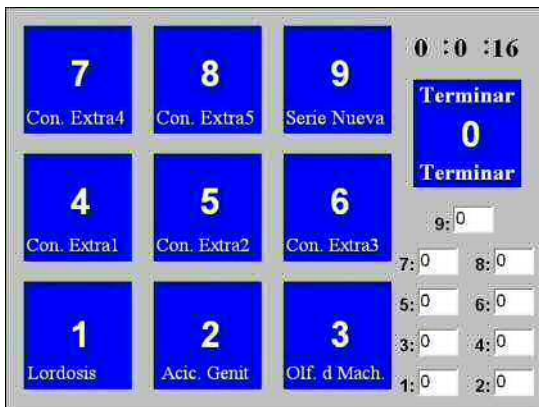 7
Con. Extra4
8
Con. Extra5
9
Serie Nueva
0 :0 :16
Terminar
0
Terminar
4
Con. Extra1
5
Con. Extra2
6
Con. Extra3
9: 0
7: 0 8: 0
5: 0 6: 0
3: 0 4: 0
1: 0 2: 0
1
Lordosis
2
Acic. Genit
3
Olf. d Mach.